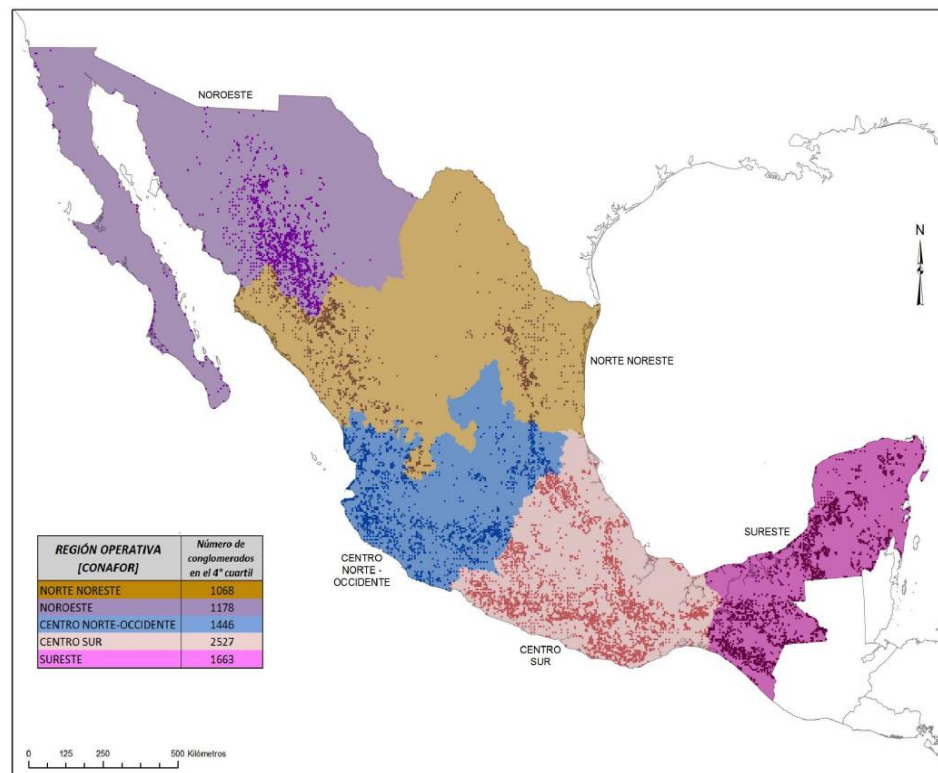 NOROESTE
N
NORTE NORESTE
SURESTE
CENTRO
NORTE -
OCCIDENTE
CENTRO
SUR
REGIÓN OPERATIVA [CONAFOR] Número de conglomerados en el 4° cuartil
NORTE NORESTE 1068
NOROESTE 1178
CENTRO NORTE-OCCIDENTE 1446
CENTRO SUR 2527
SURESTE 1663
0 125 250 500 Kilómetros